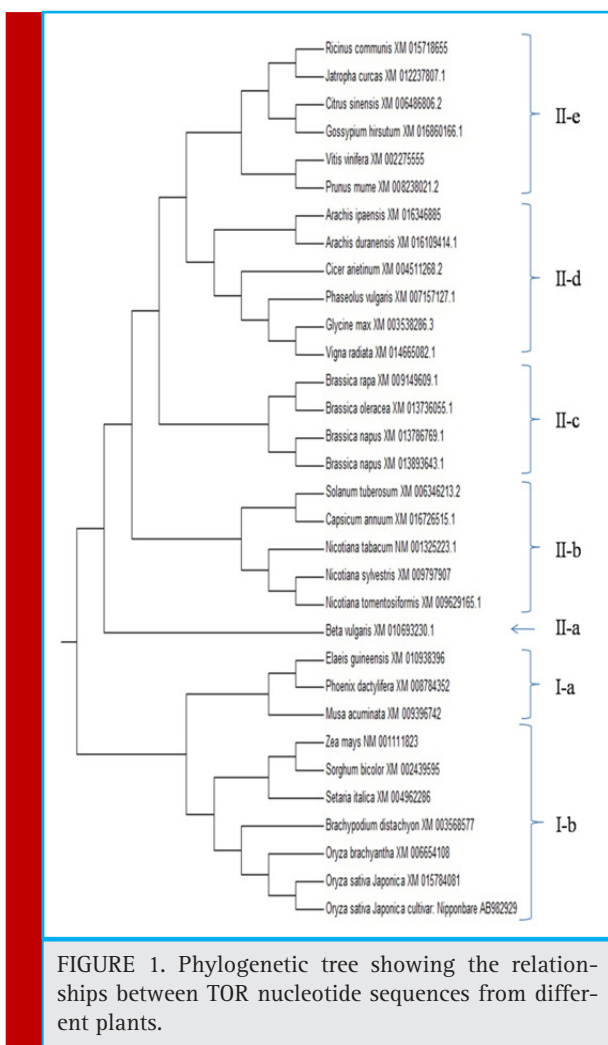 Ricinus communis XM 015718655
Jatropha curcas XM 012237807.1
Citrus sinensis XM 006486806.2
Gossypium hirsutum XM 016860166.1
Vitis vinifera XM 002275555
Prunus mume XM 008238021.2
II-e
Arachis ipaensis XM 016346885
Arachis duranensis XM 016109414.1
Cicer arietinum XM 004511268.2
Phaseolus vulgaris XM 007157127.1
Glycine max XM 003538286.3
Vigna radiata XM 014665082.1
II-d
Brassica rapa XM 009149609.1
Brassica oleracea XM 013736055.1
Brassica napus XM 013786769.1
Brassica napus XM 013893643.1
II-c
Solanum tuberosum XM 006346213.2
Capsicum annuum XM 016726515.1
Nicotiana tabacum NM 001325223.1
Nicotiana sylvestris XM 009797907
Nicotiana tomentosiformis XM 009629165.1
II-b
Beta vulgaris XM 010693230.1
II-a
Elaeis guineensis XM 010938396
Phoenix dactylifera XM 008784352
Musa acuminata XM 009396742
I-a
Zea mays NM 001111823
Sorghum bicolor XM 002439595
Setaria italica XM 004962286
Brachypodium distachyon XM 003568577
Oryza brachyantha XM 006654108
Oryza sativa Japonica XM 015784081
Oryza sativa Japonica cultivar: Nipponbare AB982929
I-b
FIGURE 1. Phylogenetic tree showing the relation-
ships between TOR nucleotide sequences from differ-
ent plants.